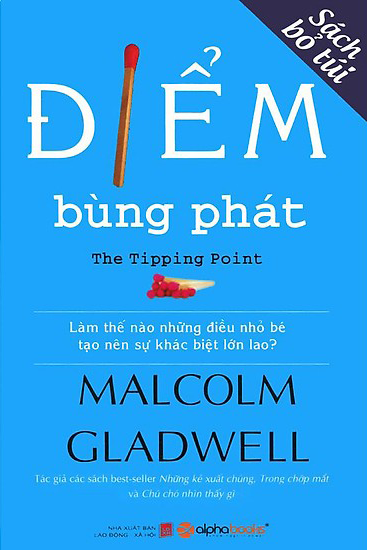 Sách
bỏ túi
ĐIỂM
bùng phát
The Tipping Point
Làm thế nào những điều nhỏ bé
tạo nên sự khác biệt lớn lao?
MALCOLM
GLADWELL
Tác giả các sách best-seller Những kẻ xuất chúng, Trong chớp mắt
và Chú chó nhìn thấy gì
NHÀ XUẤT BẢN
LAO ĐỘNG - XÃ HỘI
alphabooks